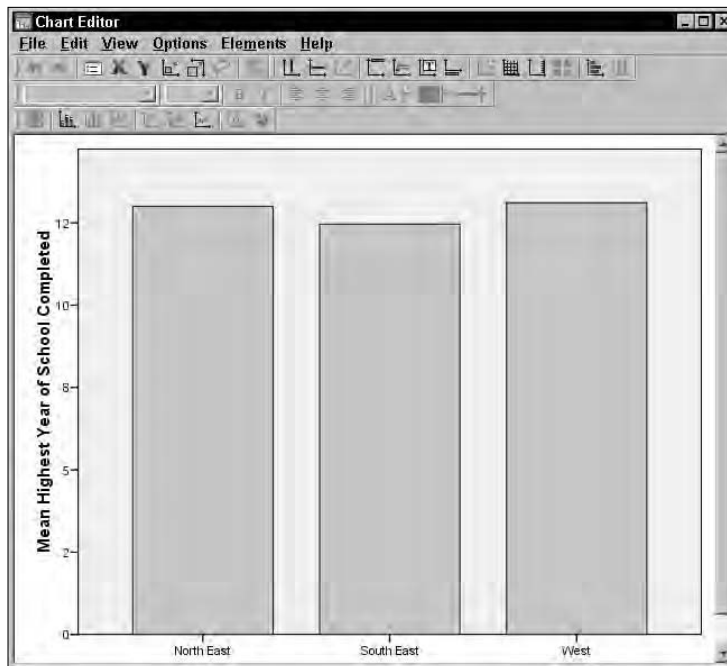 Chart Editor
File Edit View Options Elements Help
Mean Highest Year of School Completed
12
10
8
5
2
0
North East
South East
West